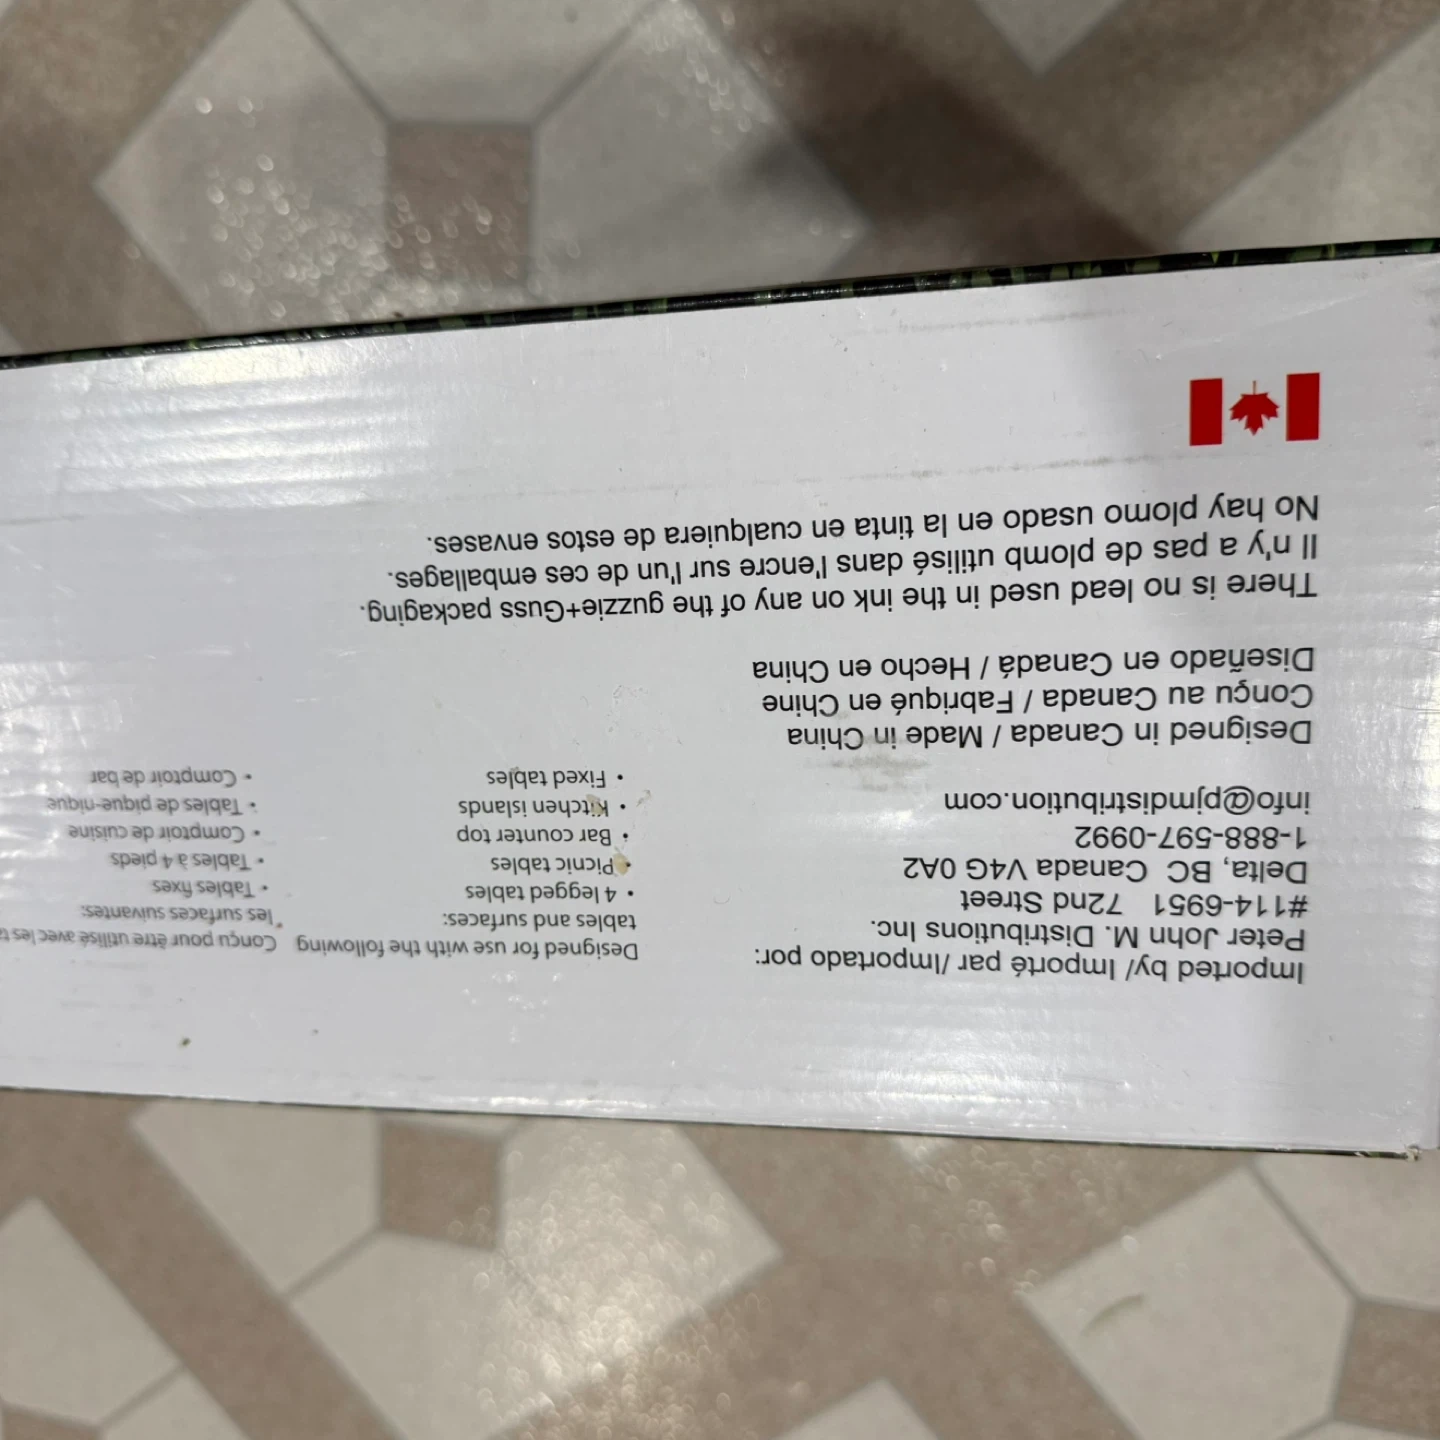 Imported by/ Importé par /Importado por:
Peter John M. Distributions Inc.
#114-6951 72nd Street
Delta, BC Canada V4G 0A2
1-888-597-0992
info@pjmdistribution.com
Designed in Canada / Made in China
Conçu au Canada / Fabriqué en Chine
Diseñado en Canadá / Hecho en China
There is no lead used in the ink on any of the guzzie+Guss packaging.
Il n'y a pas de plomb utilisé dans l'encre sur l'un de ces emballages.
No hay plomo usado en la tinta en cualquiera de estos envases.
Designed for use with the following
tables and surfaces:
• 4 legged tables
• Picnic tables
• Bar counter top
• Kitchen islands
• Fixed tables
Conçu pour être utilisé avec les
les surfaces suivantes:
• Tables fixes
• Tables à 4 pieds
• Comptoir de cuisine
• Tables de pique-nique
• Comptoir de bar